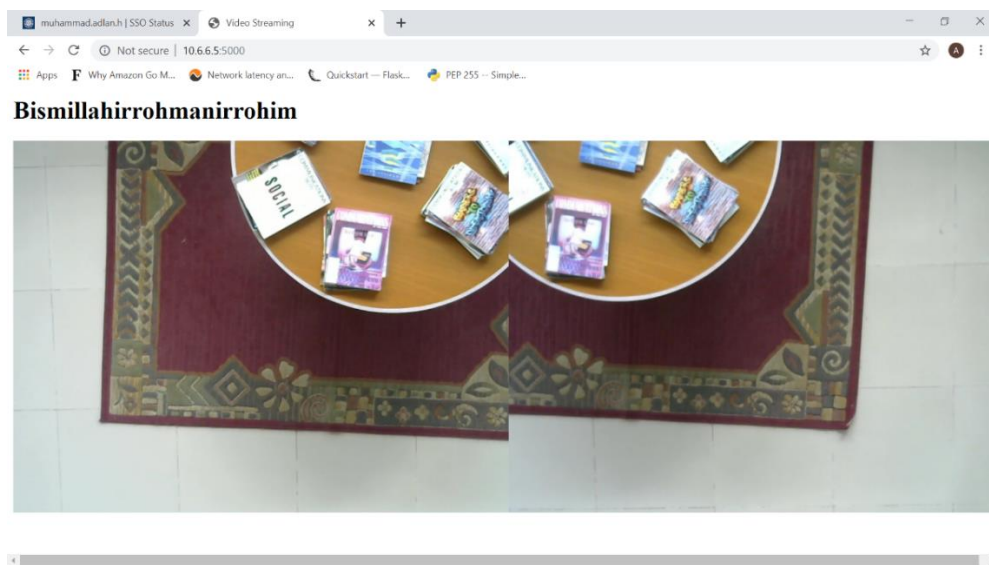 muhammad.adlan.h | SSO Status
Video Streaming
Not secure | 10.6.6.5:5000
A
Apps
F Why Amazon Go M...
Network latency an...
Quickstart — Flask...
PEP 255 -- Simple...
Bismillahirrohmanirrohim
SOCIAL